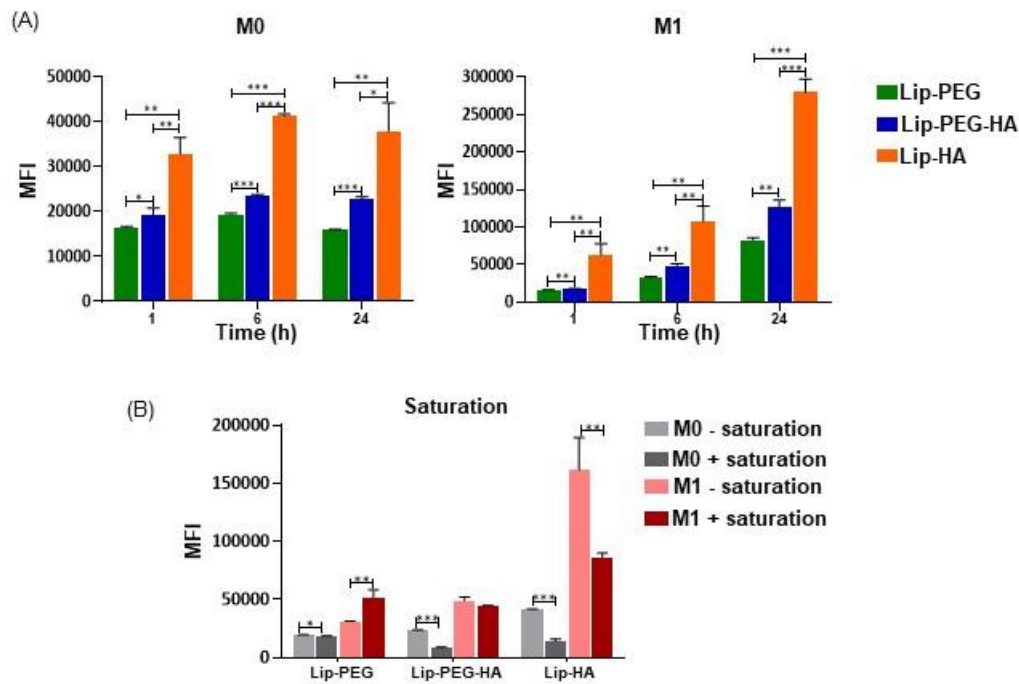 (A)
M0
MFI
50000
40000
30000
20000
10000
0
** ** * *** *** *** ** * ***
1 6 24
Time (h)
M1
MFI
300000
250000
200000
150000
100000
50000
0
** ** ** ** ** ** *** *** **
1 6 24
Time (h)
Lip-PEG
Lip-PEG-HA
Lip-HA
(B)
Saturation
MFI
200000
150000
100000
50000
0
* ** *** *** **
Lip-PEG Lip-PEG-HA Lip-HA
M0 - saturation
M0 + saturation
M1 - saturation
M1 + saturation